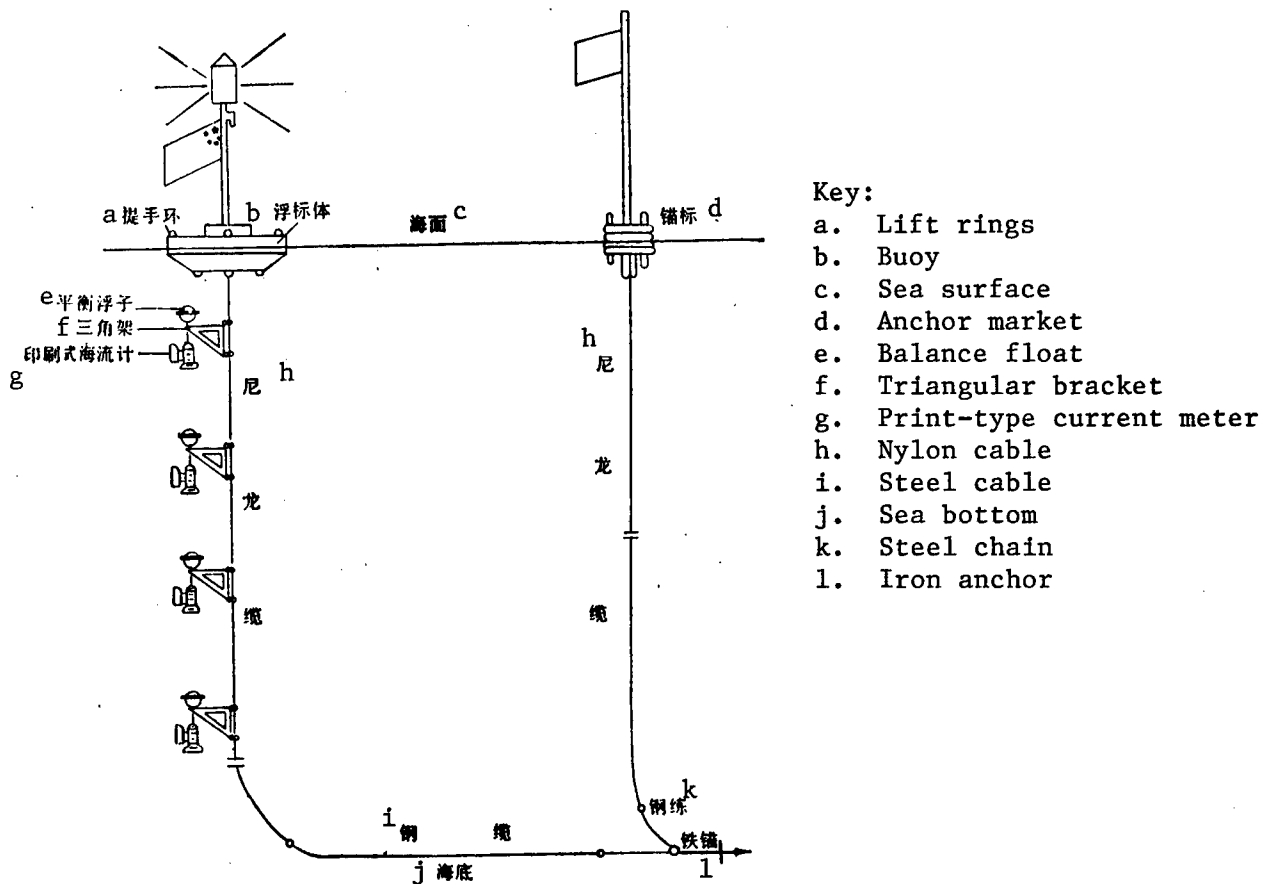 a 提手环 b 浮标体
海面 c
锚标 d
e 平衡浮子
f 三角架
印刷式海流计
g
h 尼
龙
缆
h 尼
龙
缆
钢练 k
i 钢 缆
铁锚
l
j 海底
Key:
a. Lift rings
b. Buoy
c. Sea surface
d. Anchor market
e. Balance float
f. Triangular bracket
g. Print-type current meter
h. Nylon cable
i. Steel cable
j. Sea bottom
k. Steel chain
l. Iron anchor